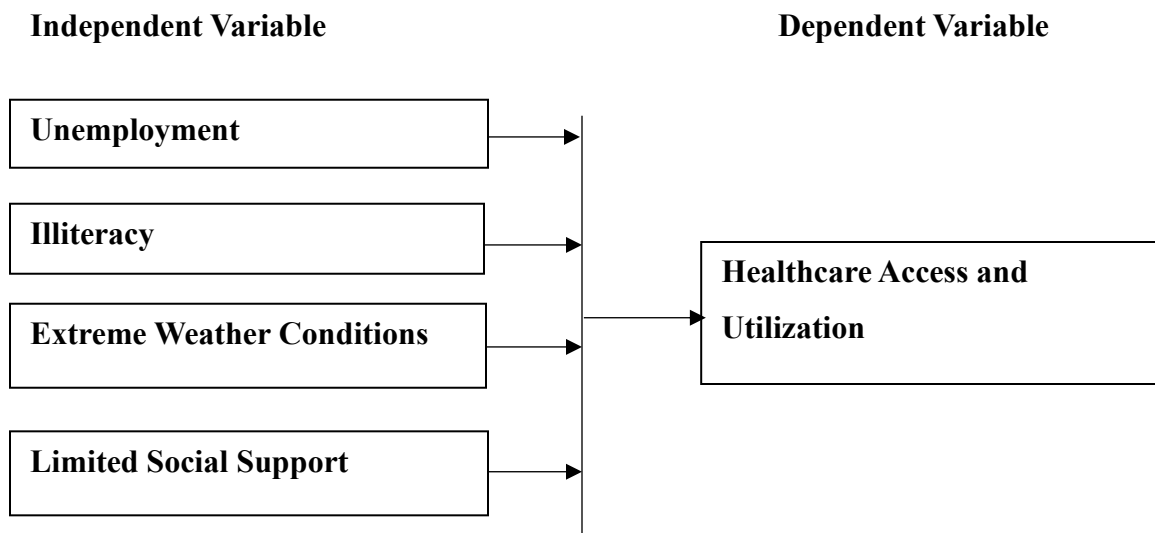 Independent Variable
Dependent Variable
Unemployment
Illiteracy
Extreme Weather Conditions
Limited Social Support
Healthcare Access and
Utilization